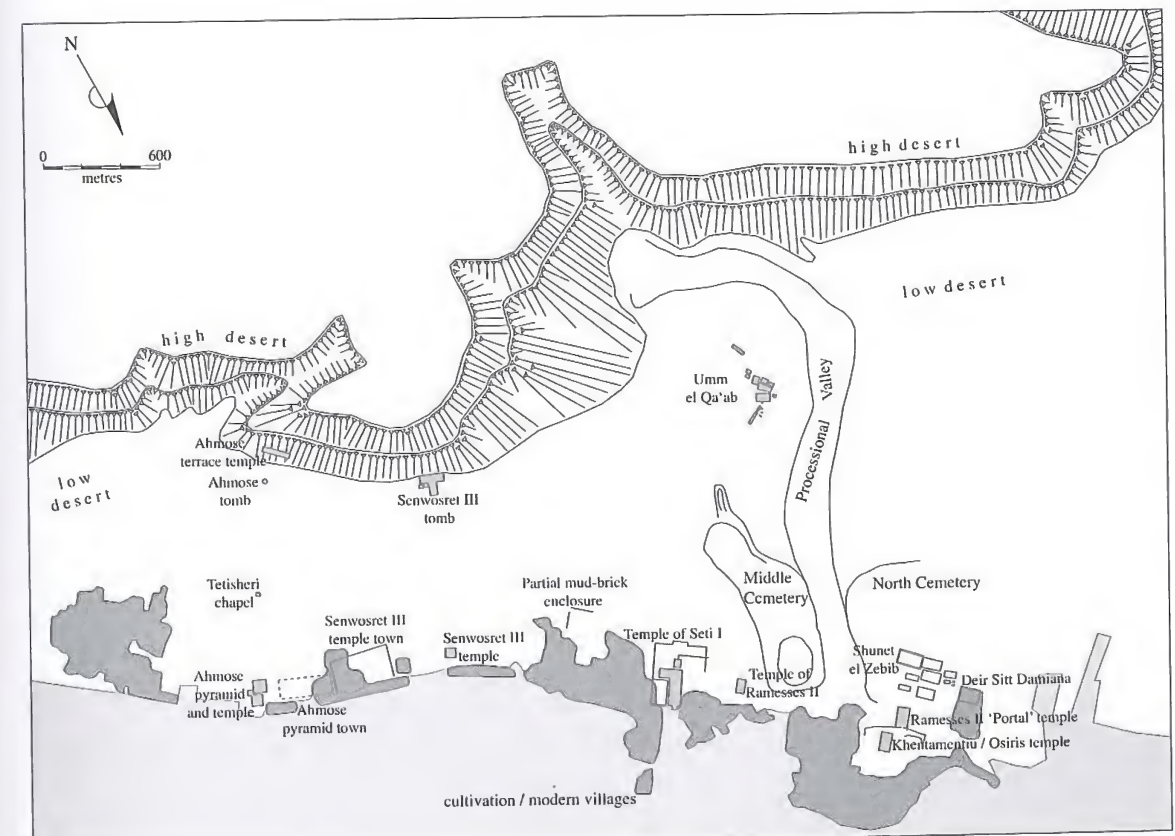 N
0 600
metres
high desert
low desert
high desert
Umm
el Qa'ab
Processional Valley
Ahmose
terrace temple
Ahmose
tomb
Senwosret III
tomb
low
desert
Middle
Cemetery
North Cemetery
Tetisheri
chapel
Partial mud-brick
enclosure
Senwosret III
temple town
Senwosret III
temple
Temple of Seti I
Shunet
el Zebib
Ahmose
pyramid
and temple
Temple of
Ramesses II
Deir Sitt Damiana
Ahmose
pyramid town
Ramesses II 'Portal' temple
Khentamentiu / Osiris temple
cultivation / modern villages